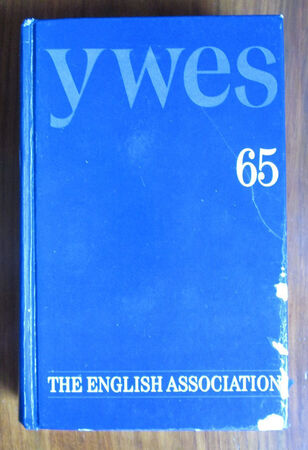 ywes
65
THE ENGLISH ASSOCIATION